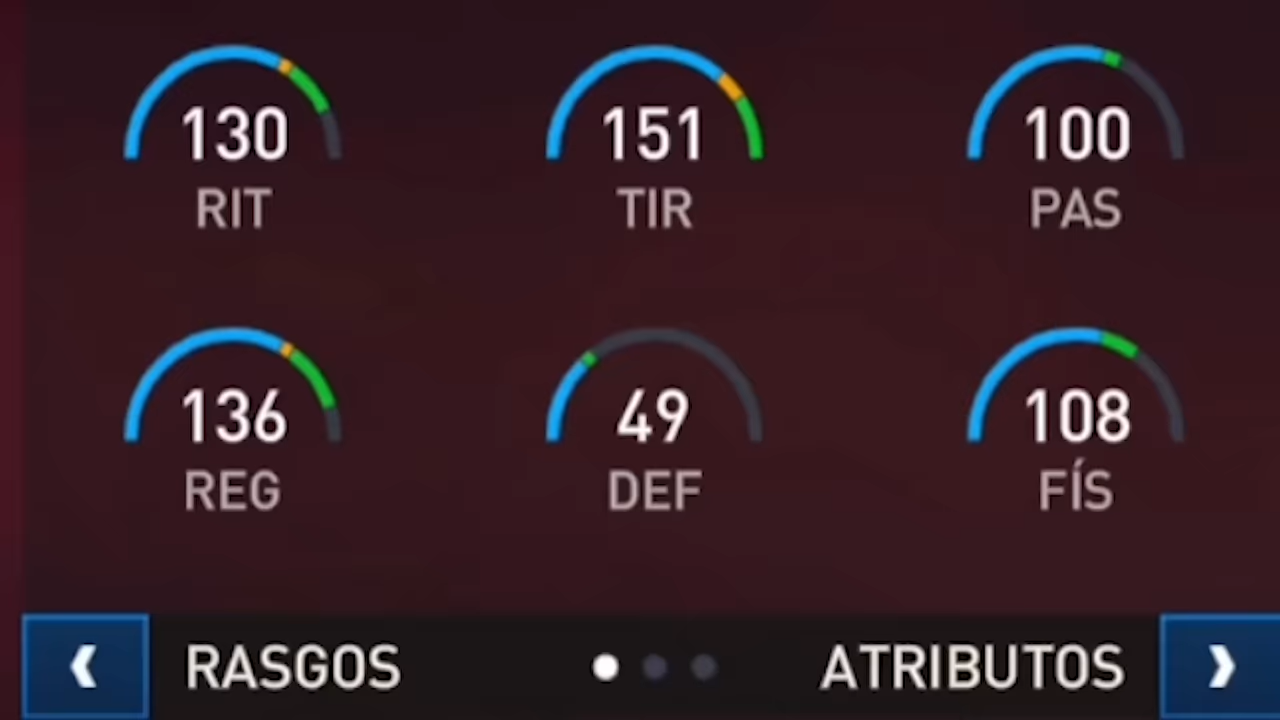 130 151 100
RIT TIR PAS
136 49 108
REG DEF FÍS
RASGOS ATRIBUTOS